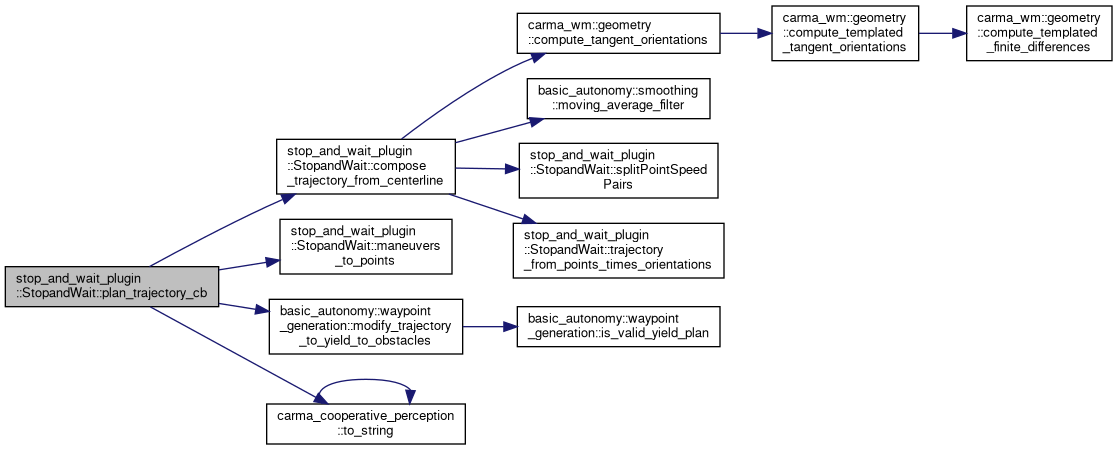 carma_wm::geometry
::compute_tangent_orientations
carma_wm::geometry
::compute_templated
_tangent_orientations
carma_wm::geometry
::compute_templated
_finite_differences
basic_autonomy::smoothing
::moving_average_filter
stop_and_wait_plugin
::StopandWait::compose
_trajectory_from_centerline
stop_and_wait_plugin
::StopandWait::splitPointSpeed
Pairs
stop_and_wait_plugin
::StopandWait::maneuvers
_to_points
stop_and_wait_plugin
::StopandWait::trajectory
_from_points_times_orientations
stop_and_wait_plugin
::StopandWait::plan_trajectory_cb
basic_autonomy::waypoint
_generation::modify_trajectory
_to_yield_to_obstacles
basic_autonomy::waypoint
_generation::is_valid_yield_plan
carma_cooperative_perception
::to_string